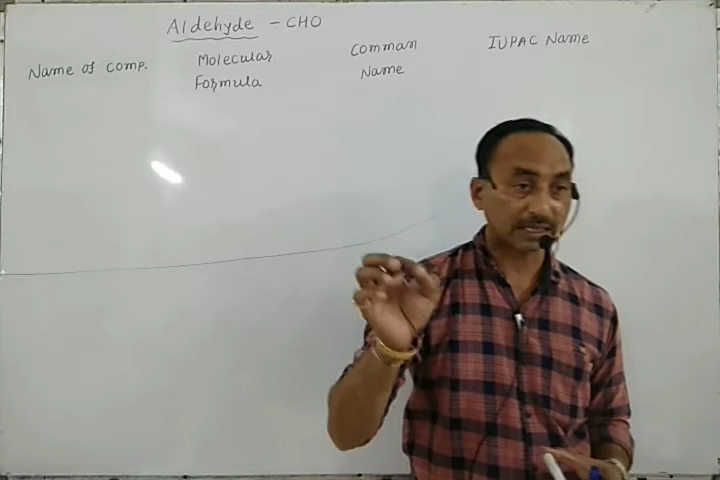 Aldehyde - CHO
Name of comp.
Molecular
Formula
Comman
Name
IUPAC Name